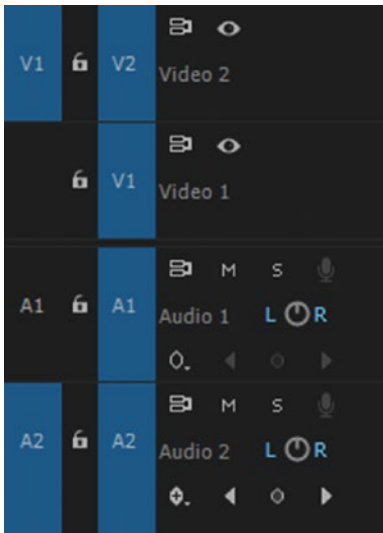 V1 V2
Video 2
V1
Video 1
M S
A1 A1 Audio 1 L R
M S
A2 A2 Audio 2 L R